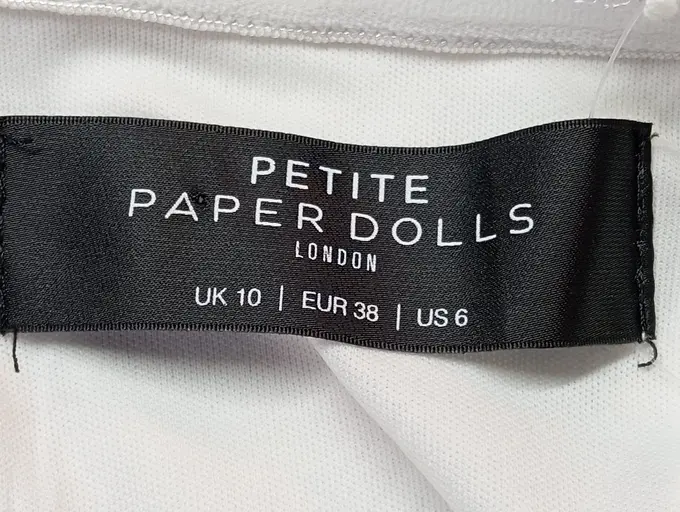 PETITE
PAPER DOLLS
LONDON
UK 10 | EUR 38 | US 6